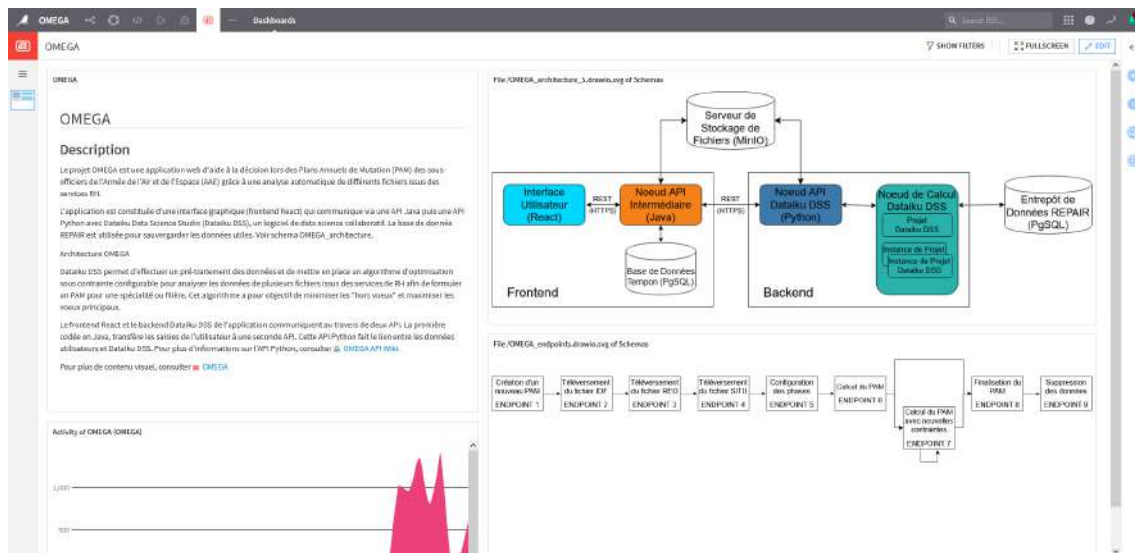 OMEGA
Dashboards
Search DSS...
OMEGA
SHOW FILTERS
FULLSCREEN
EDIT
OMEGA
OMEGA
Description
Le projet OMEGA est une application web d'aide à la décision lors des Plans Annuels de Mutation (PAM) des sous-
officiers de l'Armée de l'Air et de l'Espace (AAE) grâce à une analyse automatique de différents fichiers issus des
services RH.
L'application est constituée d'une interface graphique (frontend React) qui communique via une API Java puis une API
Python avec Dataiku Data Science Studio (Dataiku DSS), un logiciel de data science collaboratif. La base de donnée
REPAIR est utilisée pour sauvegarder les données utiles. Voir schema OMEGA_architecture.
Architecture OMEGA
Dataiku DSS permet d'effectuer un pré-traitement des données et de mettre en place un algorithme d'optimisation
sous contrainte configurable pour analyser les données de plusieurs fichiers issus des services de RH afin de formuler
un PAM pour une spécialité ou filière. Cet algorithme a pour objectif de minimiser les "hors voeux" et maximiser les
voeux principaux.
Le frontend React et le backend Dataiku DSS de l'application communiquent au travers de deux API. La première
codée en Java, transfère les saisies de l'utilisateur à une seconde API. Cette API Python fait le lien entre les données
utilisateurs et Dataiku DSS. Pour plus d'informations sur l'API Python, consulter OMEGA API Wiki.
Pour plus de contenu visuel, consulter OMEGA
Activity of OMEGA (OMEGA)
1,000
500
File /OMEGA_architecture_5.drawio.svg of Schemas
Serveur de
Stockage de
Fichiers (MinIO)
Interface
Utilisateur
(React)
REST
(HTTPS)
Noeud API
Intermédiaire
(Java)
REST
(HTTPS)
Noeud API
Dataiku DSS
(Python)
Noeud de Calcul
Dataiku DSS
Projet
Dataiku DSS
Instance de Projet
Instance de Projet
Dataiku DSS
Entrepôt de
Données REPAIR
(PgSQL)
Base de Données
Tampon (PgSQL)
Frontend
Backend
File /OMEGA_endpoints.drawio.svg of Schemas
Création d'un
nouveau PAM
ENDPOINT 1
Téléversement
du fichier IDF
ENDPOINT 2
Téléversement
du fichier REO
ENDPOINT 3
Téléversement
du fichier
ENDPOINT 4
Configuration
des phases
ENDPOINT 5
Calcul du PAM
ENDPOINT 6
Calcul du PAM
avec nouvelles
contraintes
ENDPOINT 7
Finalisation du
PAM
ENDPOINT 8
Suppression
des données
ENDPOINT 9